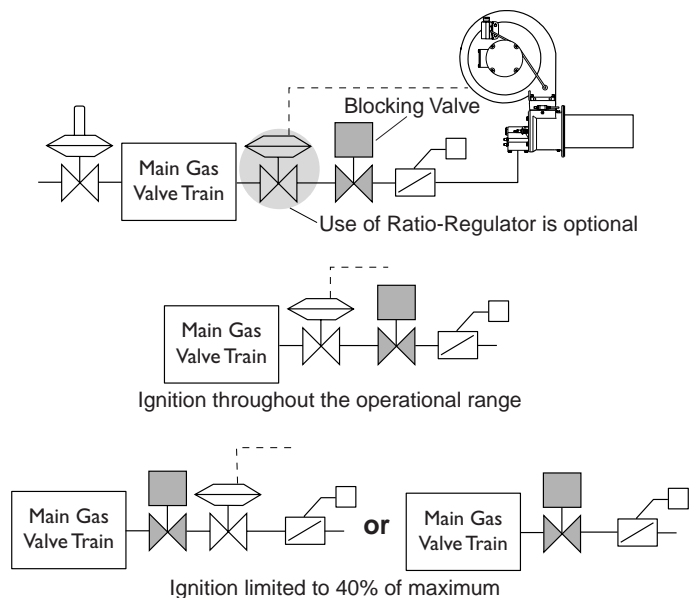 Blocking Valve
Main Gas
Valve Train
Use of Ratio-Regulator is optional
Main Gas
Valve Train
Ignition throughout the operational range
Main Gas
Valve Train
or
Main Gas
Valve Train
Ignition limited to 40% of maximum